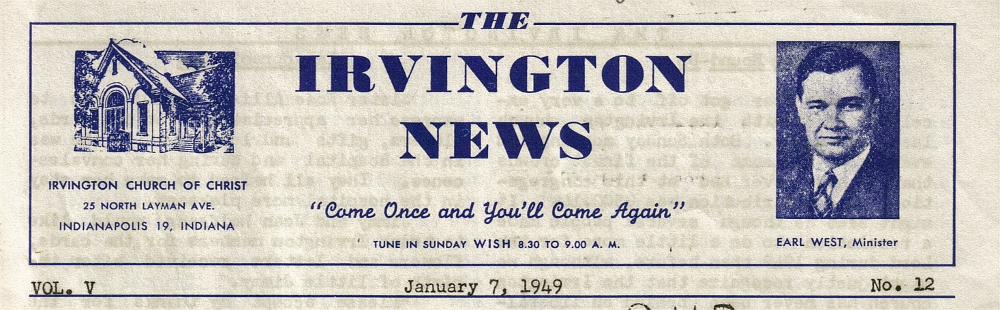 THE
IRVINGTON
NEWS
IRVINGTON CHURCH OF CHRIST
25 NORTH LAYMAN AVE.
INDIANAPOLIS 19, INDIANA
"Come Once and You'll Come Again"
TUNE IN SUNDAY WISH 8.30 TO 9.00 A. M.
EARL WEST, Minister
VOL. V January 7, 1949 No. 12